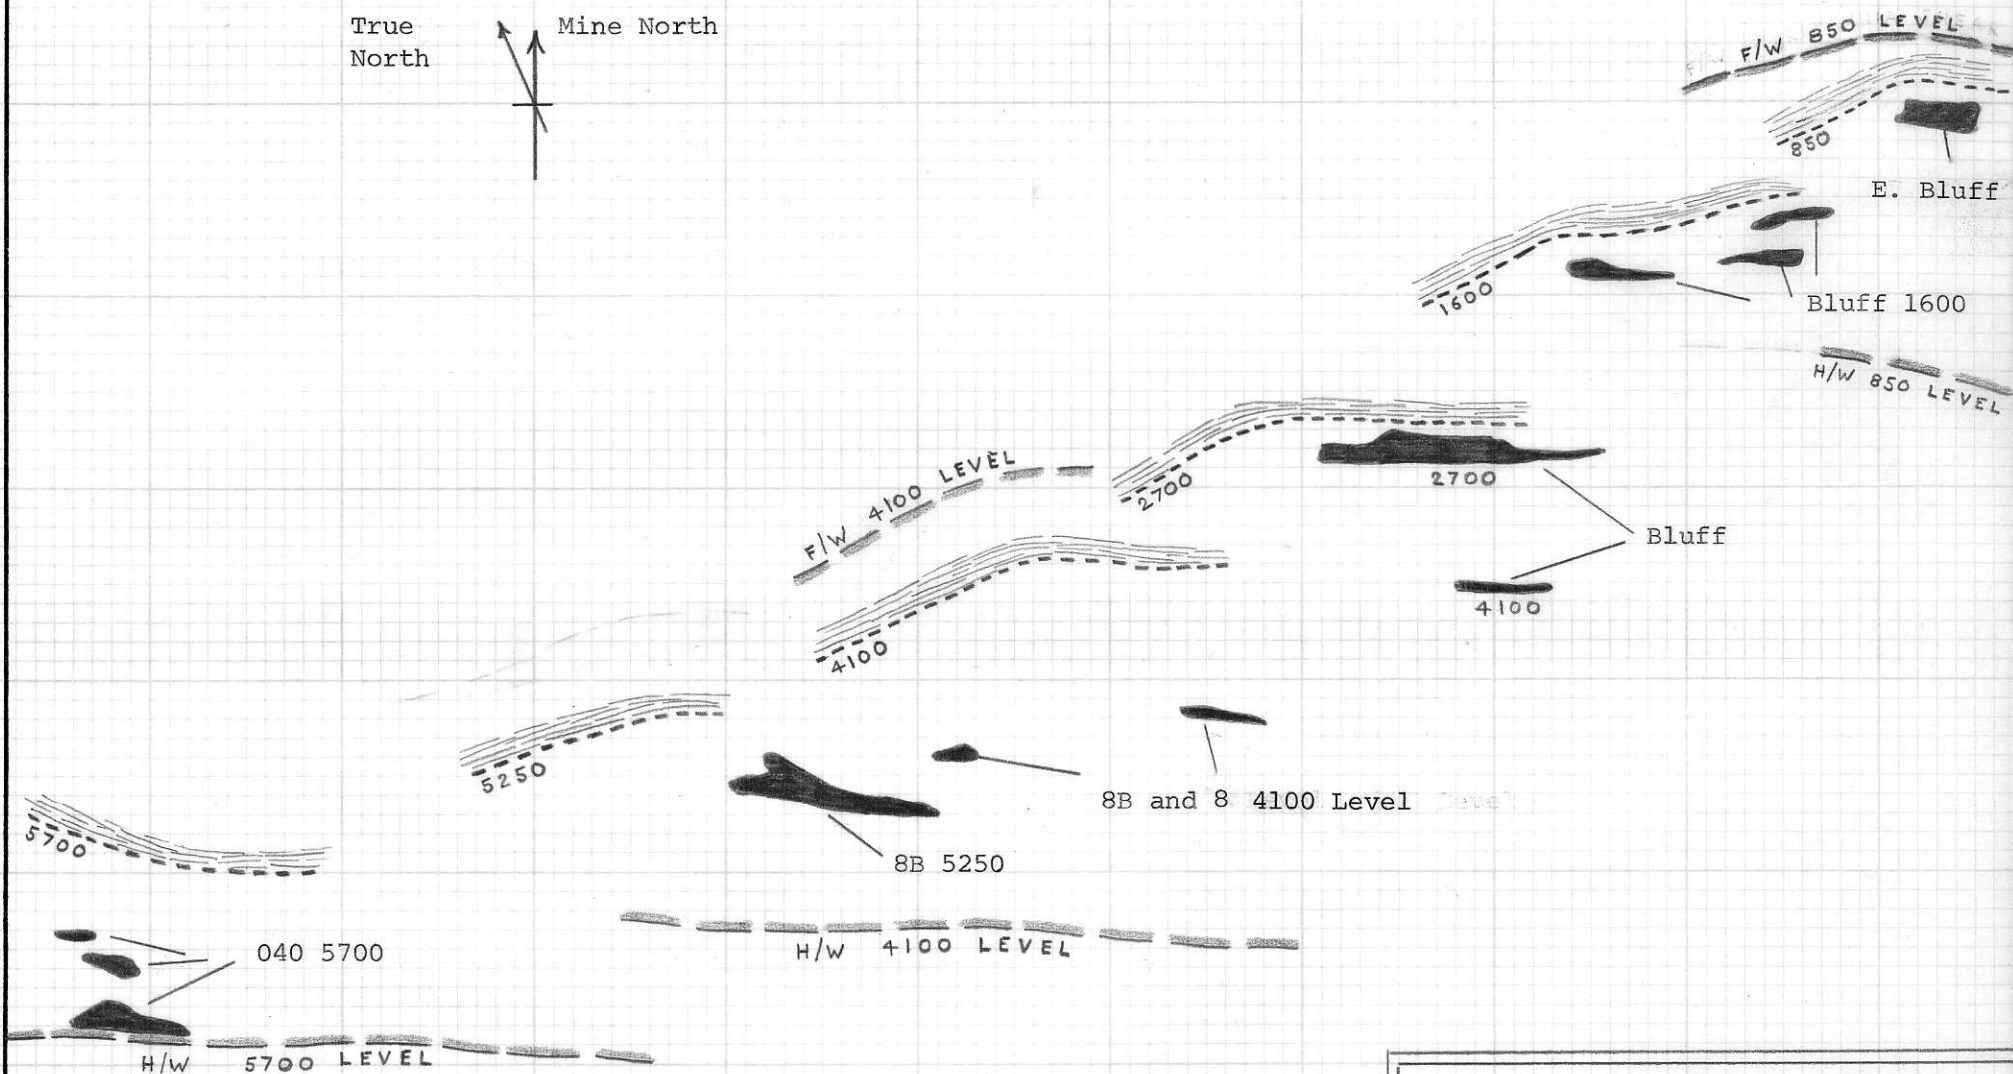 True
North
Mine North
F/W 850 LEVEL
850
E. Bluff
1600
Bluff 1600
H/W 850 LEVEL
F/W 4100 LEVEL
2700
2700
Bluff
4100
4100
5250
8B and 8 4100 Level
8B 5250
5700
040 5700
H/W 4100 LEVEL
H/W 5700 LEVEL